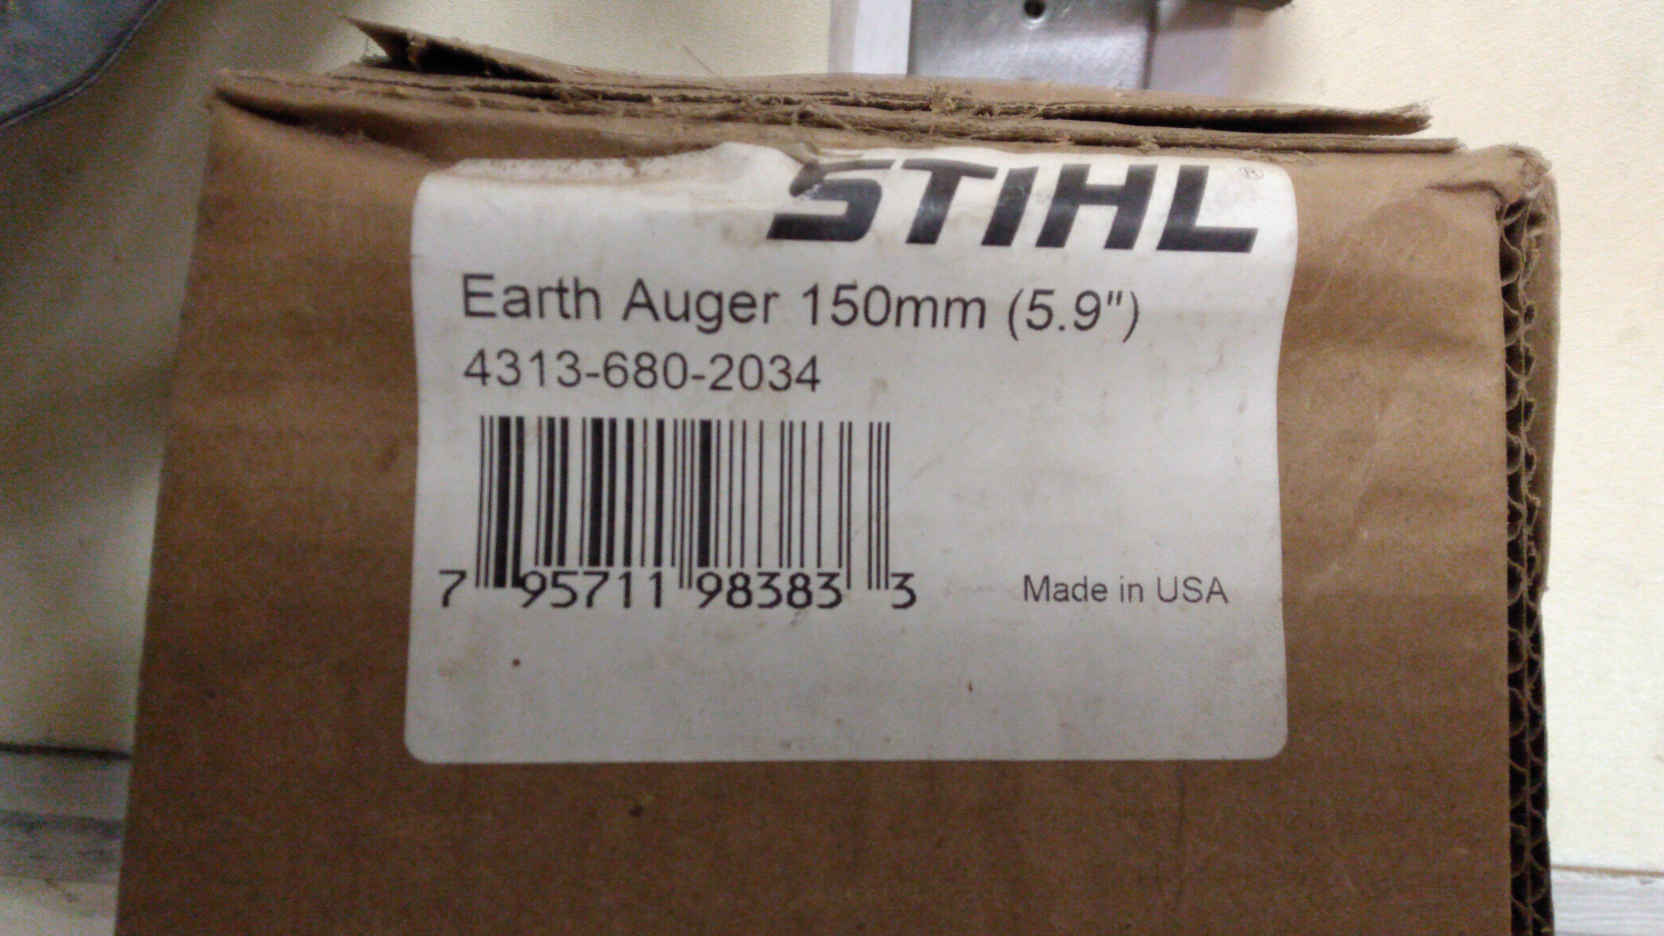 STIHL®
Earth Auger 150mm (5.9")
4313-680-2034
7 95711 98383 3
Made in USA